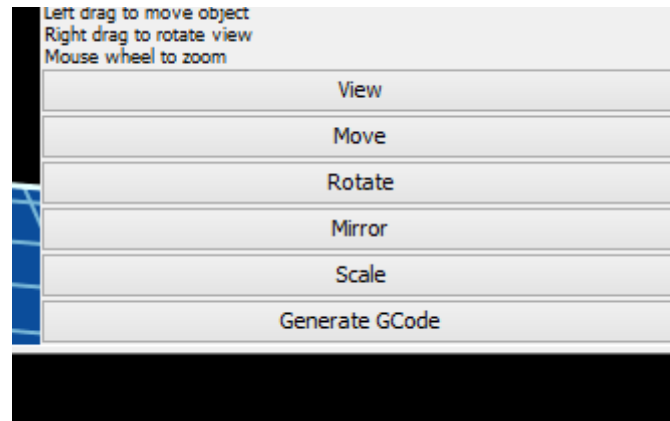 Left drag to move object
Right drag to rotate view
Mouse wheel to zoom
View
Move
Rotate
Mirror
Scale
Generate GCode